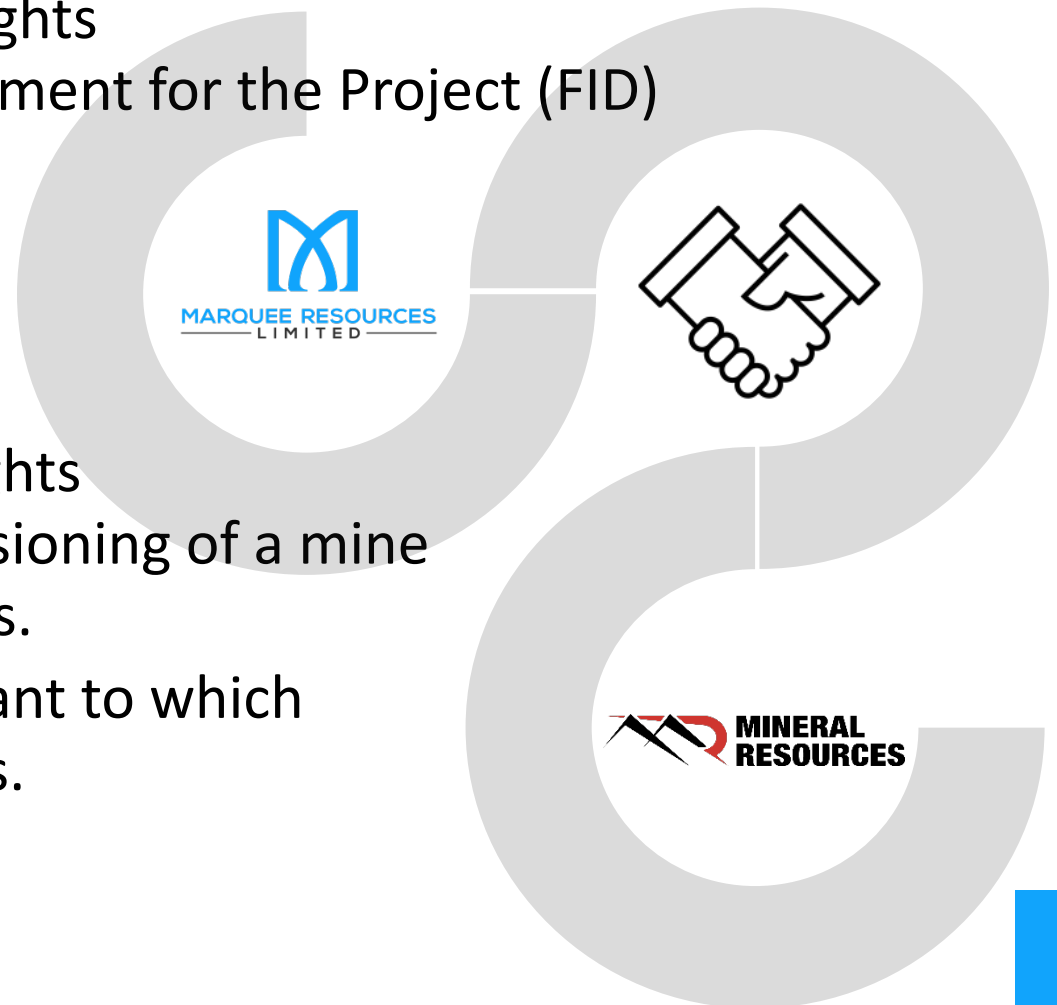 ghts
ment for the Project (FID)
MARQUEE RESOURCES
LIMITED
hts
sioning of a mine
s.
ant to which
MINERAL
RESOURCES
s.